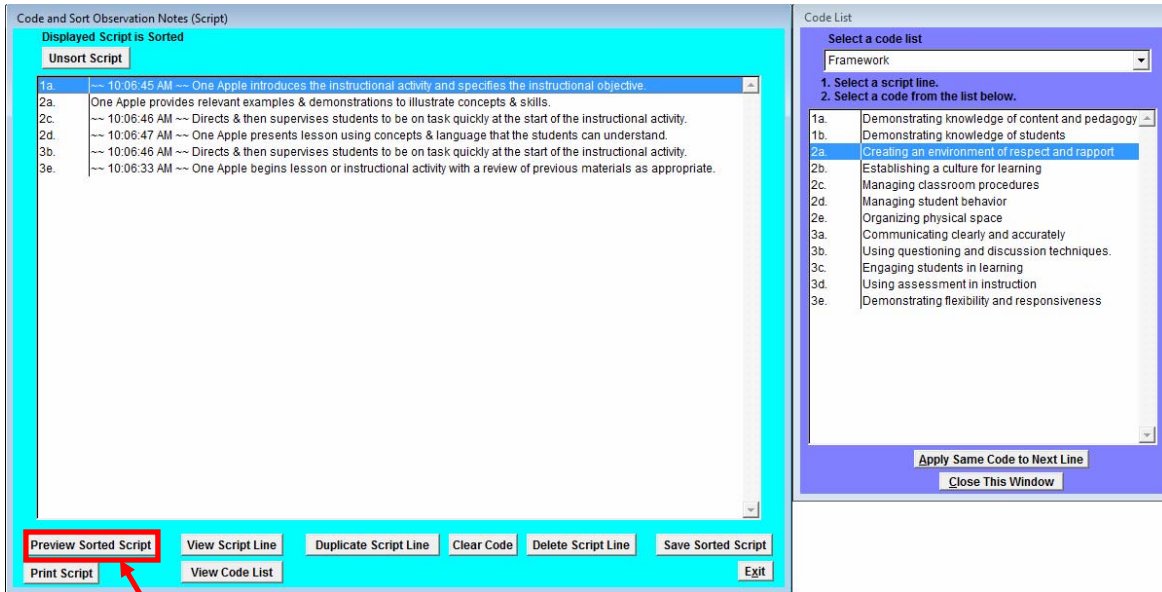 Code and Sort Observation Notes (Script)
Displayed Script is Sorted
Unsort Script
1a. ~~ 10:06:45 AM ~~ One Apple introduces the instructional activity and specifies the instructional objective.
2a. One Apple provides relevant examples & demonstrations to illustrate concepts & skills.
2c. ~~ 10:06:46 AM ~~ Directs & then supervises students to be on task quickly at the start of the instructional activity.
2d. ~~ 10:06:47 AM ~~ One Apple presents lesson using concepts & language that the students can understand.
3b. ~~ 10:06:46 AM ~~ Directs & then supervises students to be on task quickly at the start of the instructional activity.
3e. ~~ 10:06:33 AM ~~ One Apple begins lesson or instructional activity with a review of previous materials as appropriate.
Preview Sorted Script View Script Line Duplicate Script Line Clear Code Delete Script Line Save Sorted Script
Print Script View Code List Exit
Code List
Select a code list
Framework
1. Select a script line.
2. Select a code from the list below.
1a. Demonstrating knowledge of content and pedagogy
1b. Demonstrating knowledge of students
2a. Creating an environment of respect and rapport
2b. Establishing a culture for learning
2c. Managing classroom procedures
2d. Managing student behavior
2e. Organizing physical space
3a. Communicating clearly and accurately
3b. Using questioning and discussion techniques.
3c. Engaging students in learning
3d. Using assessment in instruction
3e. Demonstrating flexibility and responsiveness
Apply Same Code to Next Line
Close This Window